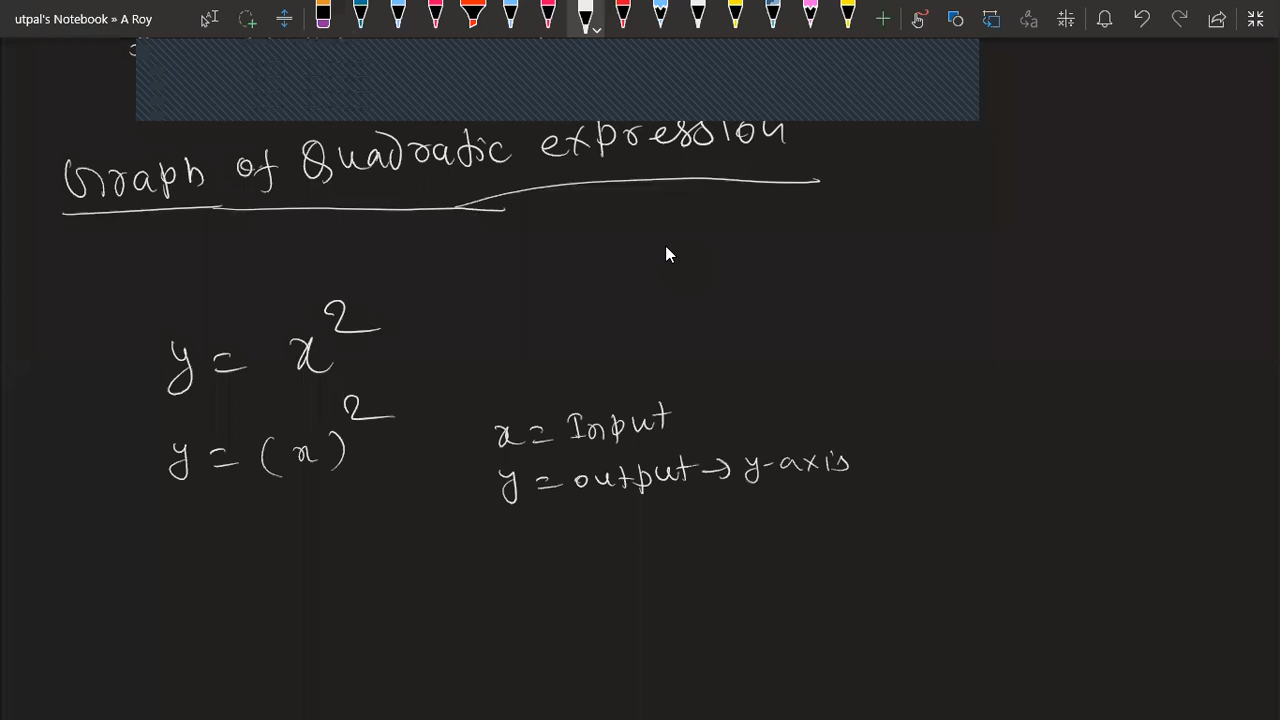 utpal's Notebook » A Roy
Graph of Quadratic expression
y = x²
y = (x)²
x = Input
y = output → y-axis